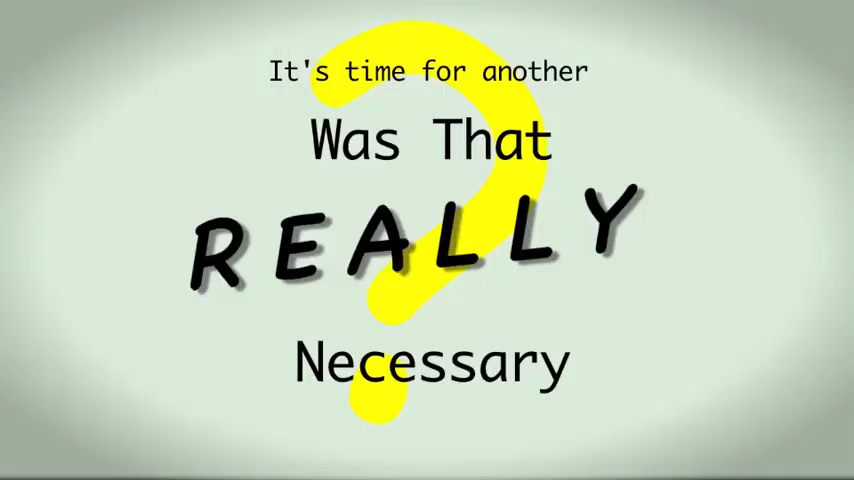 It's time for another
Was That
REALLY
Necessary
?